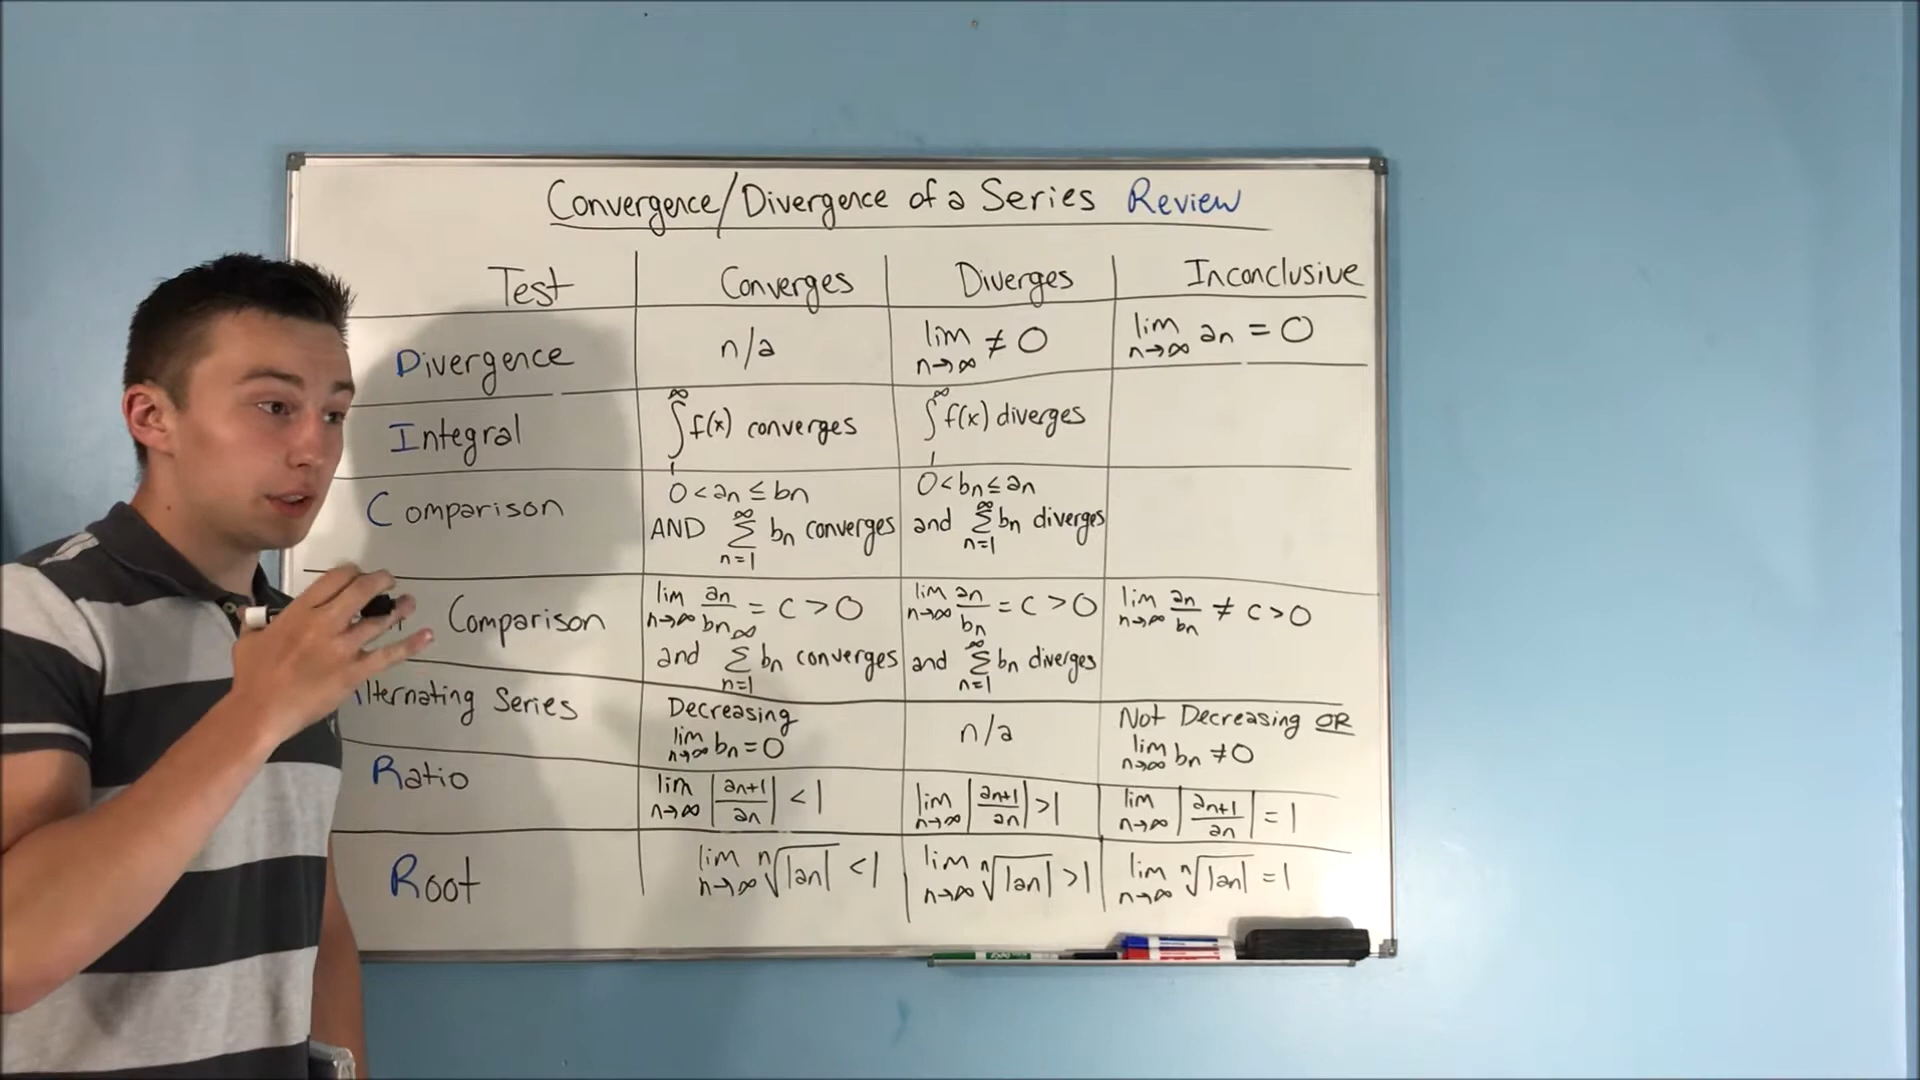 Convergence/Divergence of a Series Review
Test Converges Diverges Inconclusive
Divergence n/a lim n→∞ ≠ 0 lim n→∞ an = 0
Integral ∫₁^∞ f(x) converges ∫₁^∞ f(x) diverges
Comparison 0 < an ≤ bn 0 < bn ≤ an
AND ∞ Σ n=1 bn converges and ∞ Σ n=1 bn diverges
Comparison lim n→∞ an/bn = c > 0 lim n→∞ an/bn = c > 0 lim n→∞ an/bn ≠ c > 0
and ∞ Σ n=1 bn converges and ∞ Σ n=1 bn diverges
lternating Series Decreasing n/a Not Decreasing OR
lim n→∞ bn = 0 lim n→∞ bn ≠ 0
Ratio lim n→∞ |an+1/an| < 1 lim n→∞ |an+1/an| > 1 lim n→∞ |an+1/an| = 1
Root lim n→∞ ⁿ√|an| < 1 lim n→∞ ⁿ√|an| > 1 lim n→∞ ⁿ√|an| = 1